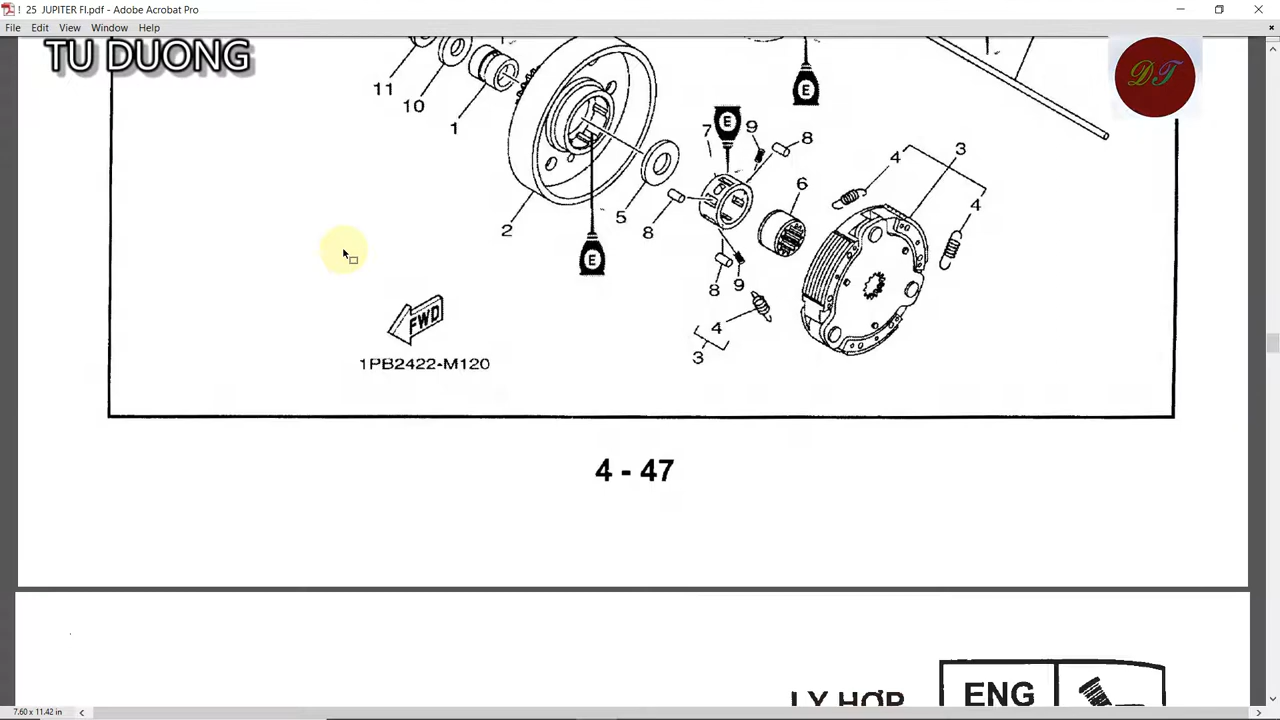 ! 25 JUPITER FI.pdf - Adobe Acrobat Pro
File Edit View Window Help
TU DUONG
DT
11
10
1
2
5
E
7
E
9
8
8
6
8
9
E
4
3
4
4
3
FWD
1PB2422-M120
4 - 47
LY HỢP
ENG
7.60 x 11.42 in